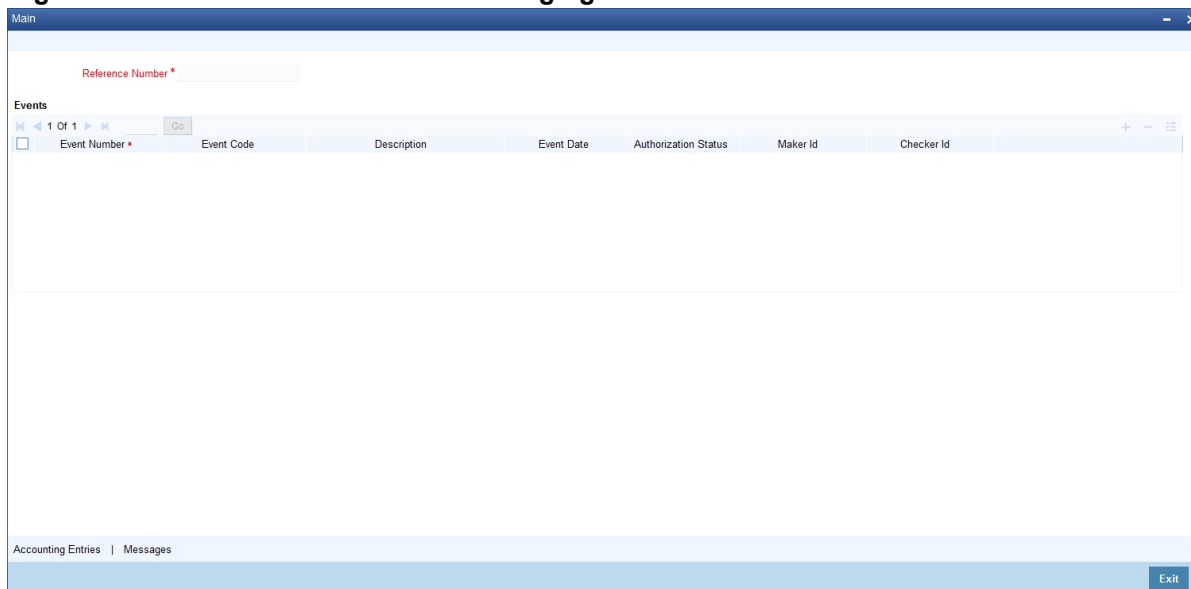 Main
Reference Number *
Events
1 Of 1 Go
Event Number * Event Code Description Event Date Authorization Status Maker Id Checker Id
Accounting Entries | Messages
Exit